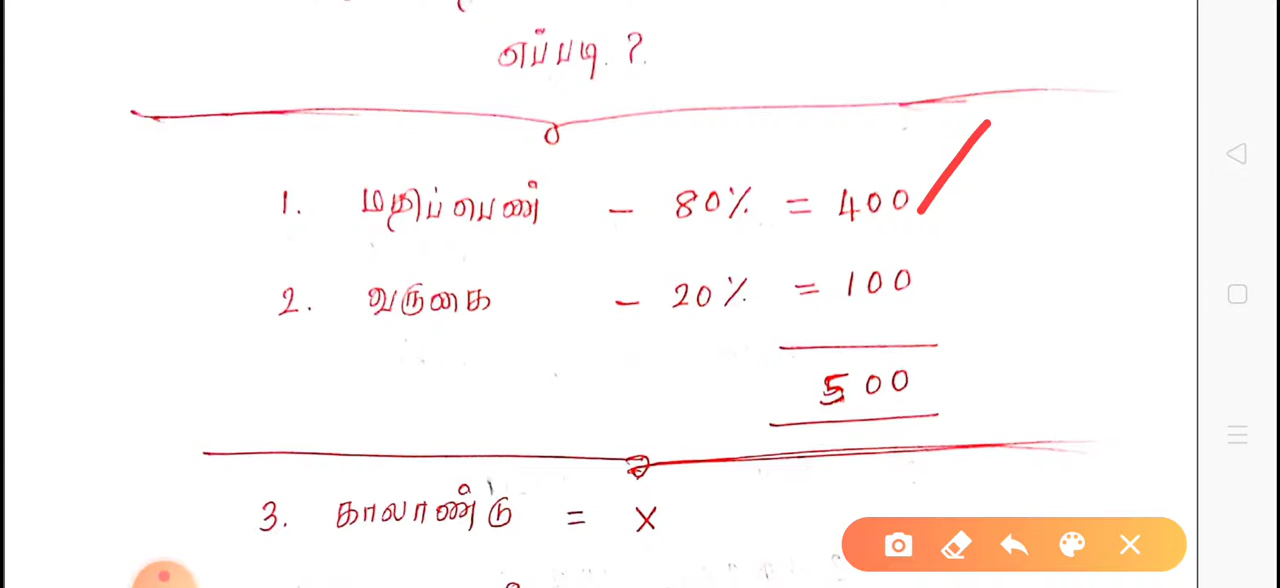 எப்படி.?
1. மதிப்பெண் - 80% = 400
2. வருகை - 20% = 100
500
3. காலாண்டு = X